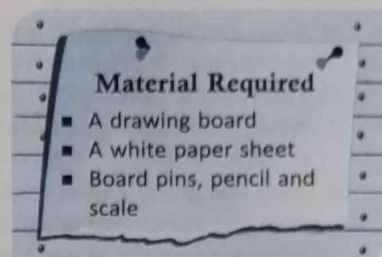 Material Required
■ A drawing board
■ A white paper sheet
■ Board pins, pencil and
scale